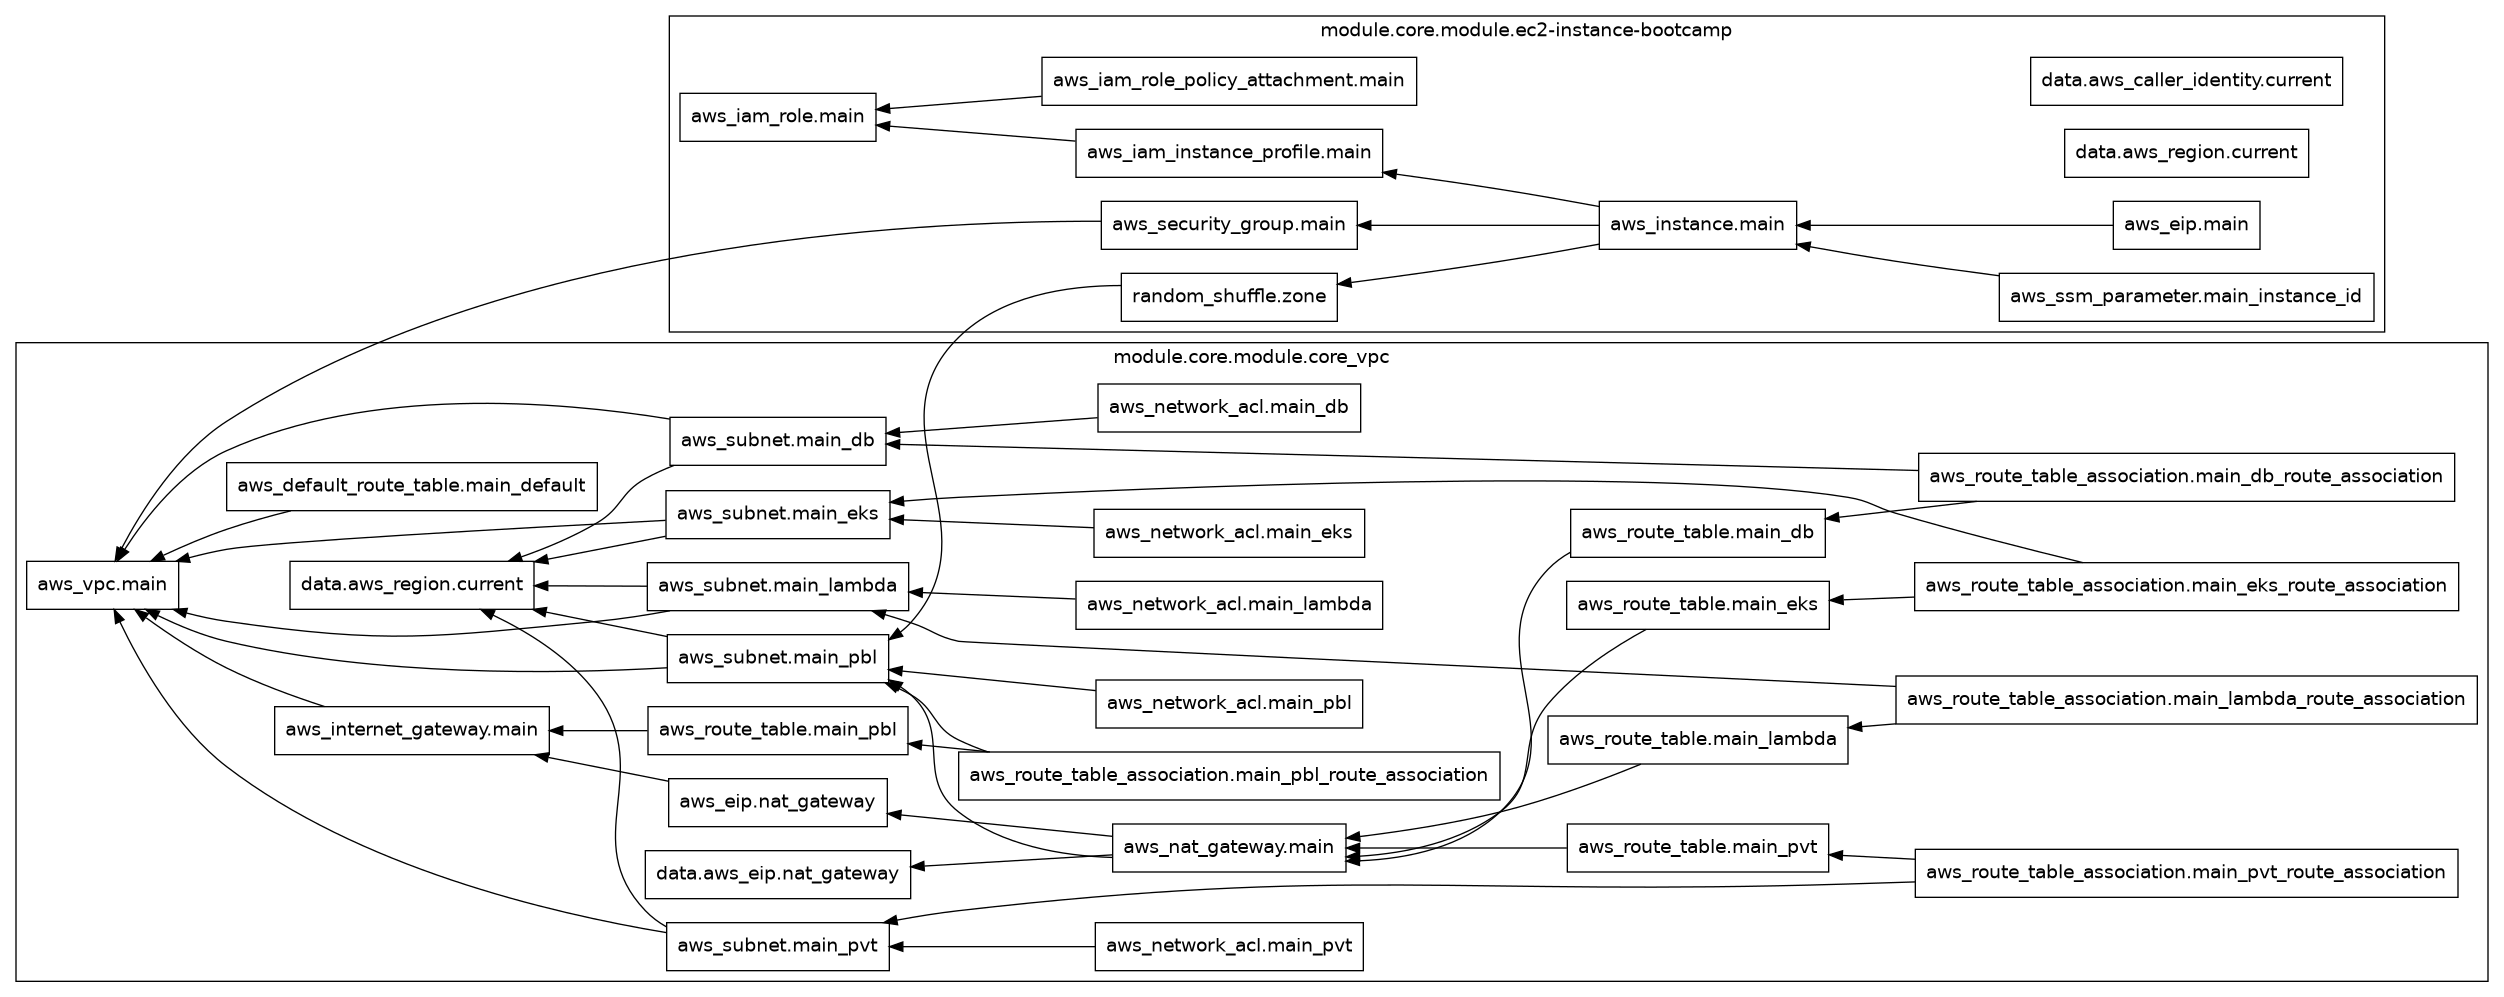 module.core.module.ec2-instance-bootcamp
aws_iam_role_policy_attachment.main
data.aws_caller_identity.current
aws_iam_role.main
aws_iam_instance_profile.main
data.aws_region.current
aws_security_group.main
aws_instance.main
aws_eip.main
random_shuffle.zone
aws_ssm_parameter.main_instance_id
module.core.module.core_vpc
aws_network_acl.main_db
aws_subnet.main_db
aws_route_table_association.main_db_route_association
aws_default_route_table.main_default
aws_subnet.main_eks
aws_network_acl.main_eks
aws_route_table.main_db
aws_vpc.main
data.aws_region.current
aws_subnet.main_lambda
aws_route_table_association.main_eks_route_association
aws_network_acl.main_lambda
aws_route_table.main_eks
aws_subnet.main_pbl
aws_network_acl.main_pbl
aws_route_table_association.main_lambda_route_association
aws_internet_gateway.main
aws_route_table.main_pbl
aws_route_table.main_lambda
aws_route_table_association.main_pbl_route_association
aws_eip.nat_gateway
aws_nat_gateway.main
aws_route_table.main_pvt
data.aws_eip.nat_gateway
aws_route_table_association.main_pvt_route_association
aws_subnet.main_pvt
aws_network_acl.main_pvt